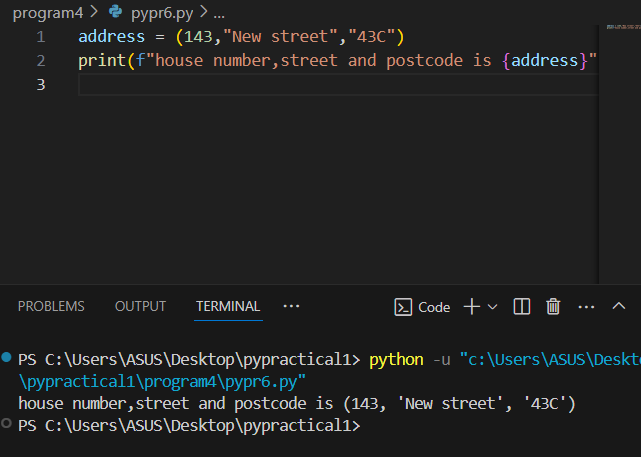 program4 > pypr6.py > ...
1 address = (143,"New street","43C")
2 print(f"house number,street and postcode is {address}"
3
PROBLEMS OUTPUT TERMINAL ... Code
PS C:\Users\ASUS\Desktop\pypractical1> python -u "c:\Users\ASUS\Deskto
\pypractical1\program4\pypr6.py"
house number,street and postcode is (143, 'New street', '43C')
PS C:\Users\ASUS\Desktop\pypractical1>